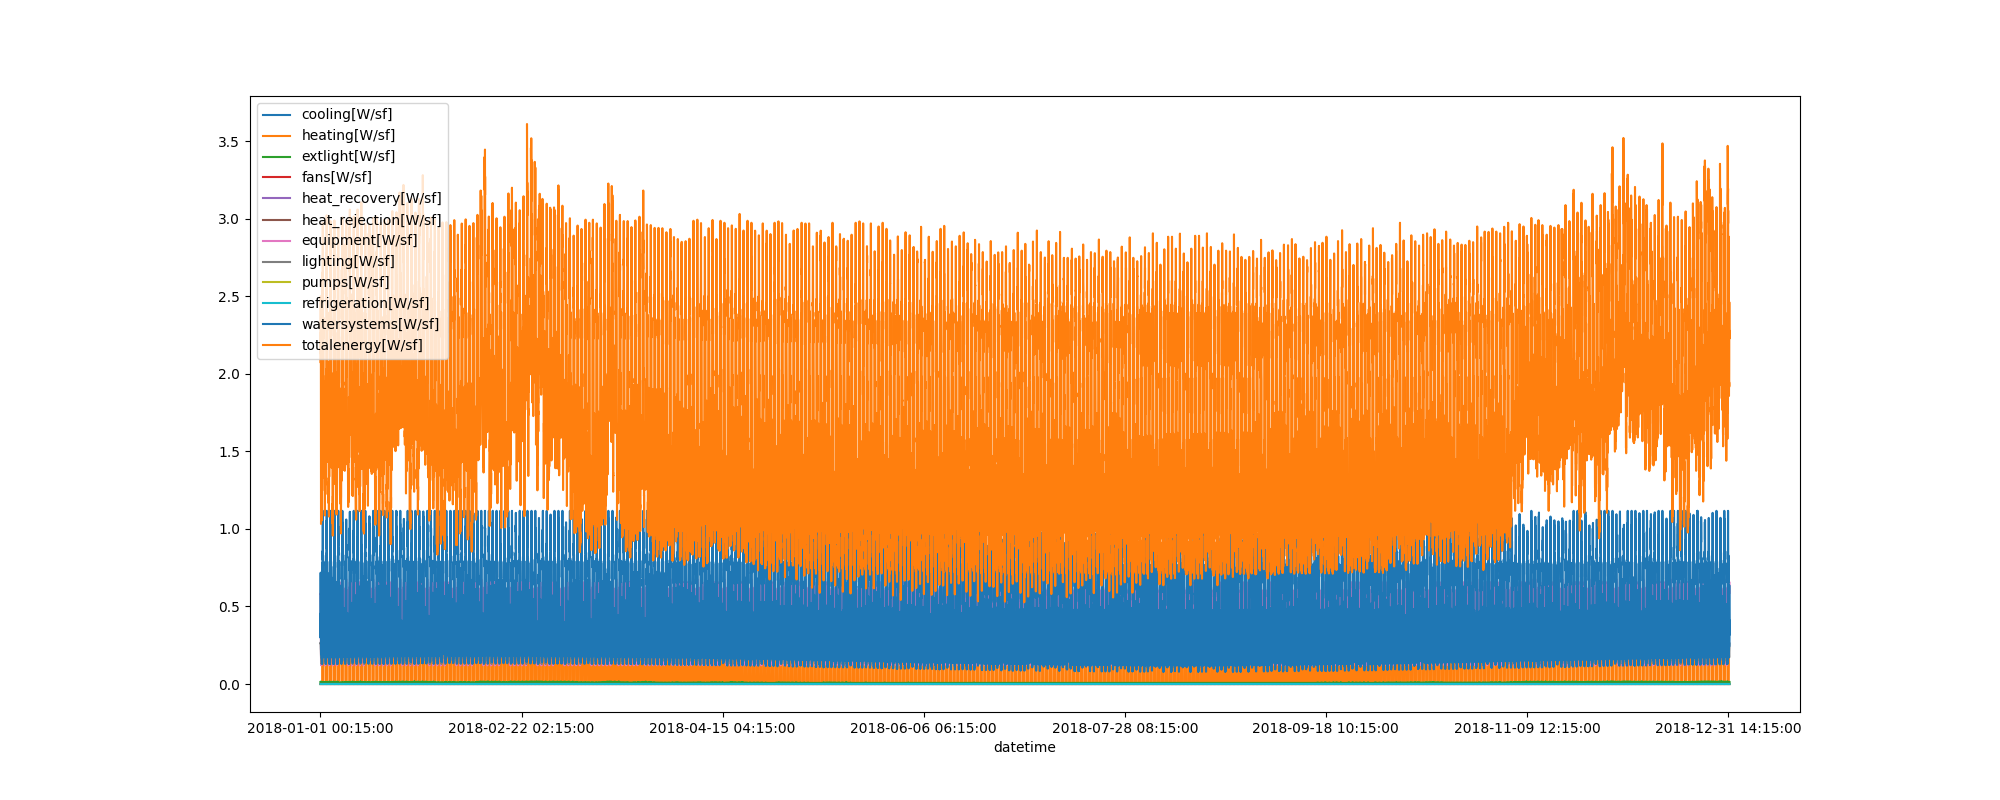 cooling[W/sf]
heating[W/sf]
extlight[W/sf]
fans[W/sf]
heat_recovery[W/sf]
heat_rejection[W/sf]
equipment[W/sf]
lighting[W/sf]
pumps[W/sf]
refrigeration[W/sf]
watersystems[W/sf]
totalenergy[W/sf]
3.5
3.0
2.5
2.0
1.5
1.0
0.5
0.0
2018-01-01 00:15:00 2018-02-22 02:15:00 2018-04-15 04:15:00 2018-06-06 06:15:00 2018-07-28 08:15:00 2018-09-18 10:15:00 2018-11-09 12:15:00 2018-12-31 14:15:00
datetime